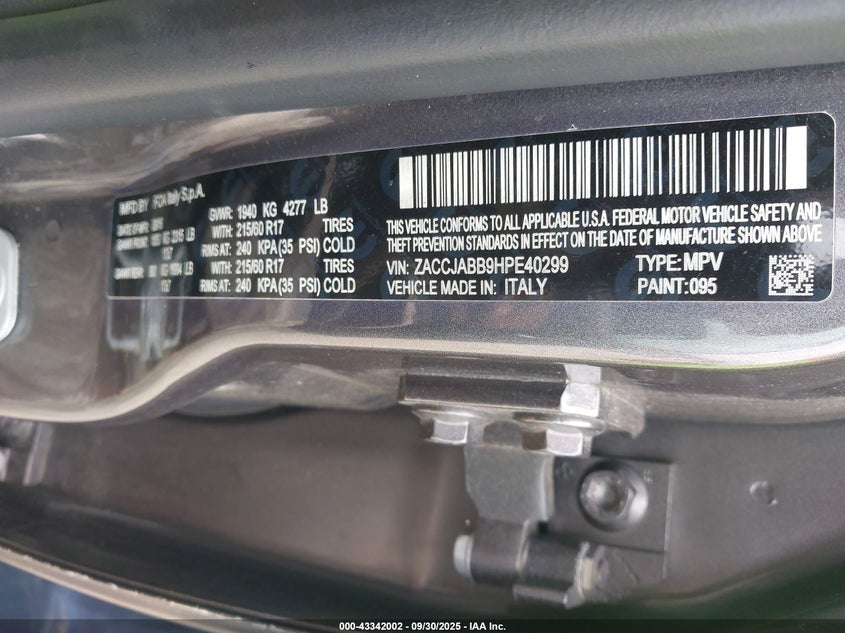 MFD BY FCA Italy S.p.A.
GVWR: 1940 KG 4277 LB
WITH: 215/60 R17 TIRES
RIMS AT: 240 KPA(35 PSI) COLD
WITH: 215/60 R17 TIRES
RIMS AT: 240 KPA(35 PSI) COLD
THIS VEHICLE CONFORMS TO ALL APPLICABLE U.S.A. FEDERAL MOTOR VEHICLE SAFETY AND
THEFT PREVENTION STANDARDS IN EFFECT ON THE DATE OF MANUFACTURE SHOWN ABOVE
VIN: ZACCJABB9HPE40299 TYPE: MPV
VEHICLE MADE IN: ITALY PAINT:095
000-43342002 - 09/30/2025 - IAA Inc.